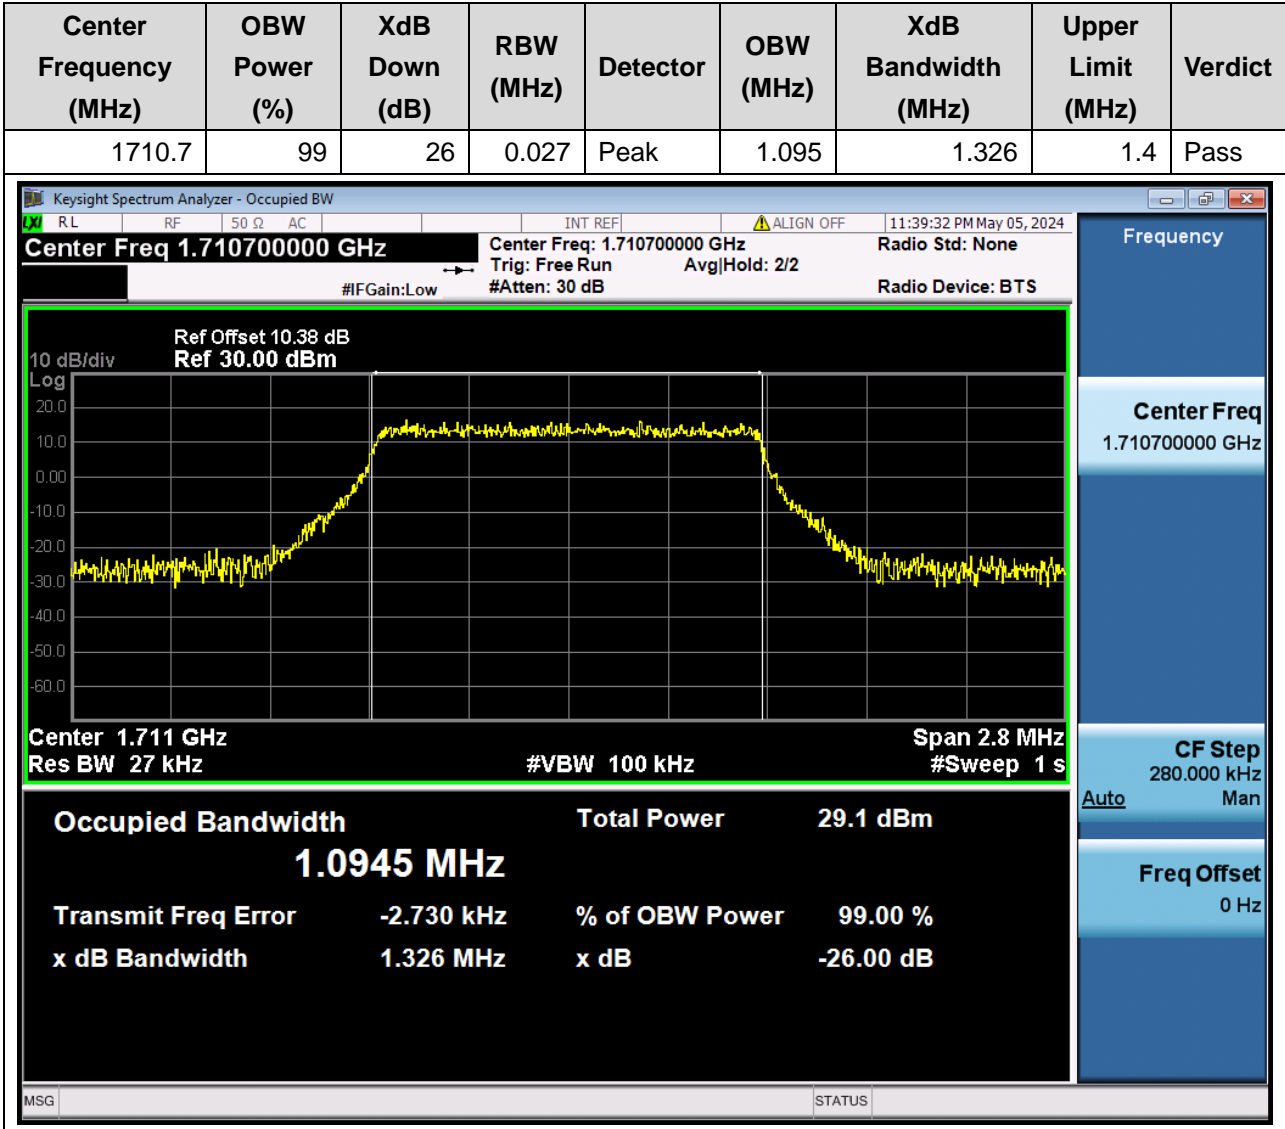 Center Frequency (MHz) OBW Power (%) XdB Down (dB) RBW (MHz) Detector OBW (MHz) XdB Bandwidth (MHz) Upper Limit (MHz) Verdict
1710.7 99 26 0.027 Peak 1.095 1.326 1.4 Pass
Keysight Spectrum Analyzer - Occupied BW
LXI RL RF 50 Ω AC INT REF ALIGN OFF 11:39:32 PM May 05, 2024
Center Freq 1.710700000 GHz
Center Freq: 1.710700000 GHz
Radio Std: None
Trig: Free Run Avg|Hold: 2/2
#IFGain:Low #Atten: 30 dB Radio Device: BTS
Ref Offset 10.38 dB
10 dB/div Ref 30.00 dBm
Log
20.0
10.0
0.00
-10.0
-20.0
-30.0
-40.0
-50.0
-60.0
Center 1.711 GHz Span 2.8 MHz
Res BW 27 kHz #VBW 100 kHz #Sweep 1 s
Occupied Bandwidth Total Power 29.1 dBm
1.0945 MHz
Transmit Freq Error -2.730 kHz % of OBW Power 99.00 %
x dB Bandwidth 1.326 MHz x dB -26.00 dB
MSG STATUS
Frequency
Center Freq
1.710700000 GHz
CF Step
280.000 kHz
Auto Man
Freq Offset
0 Hz